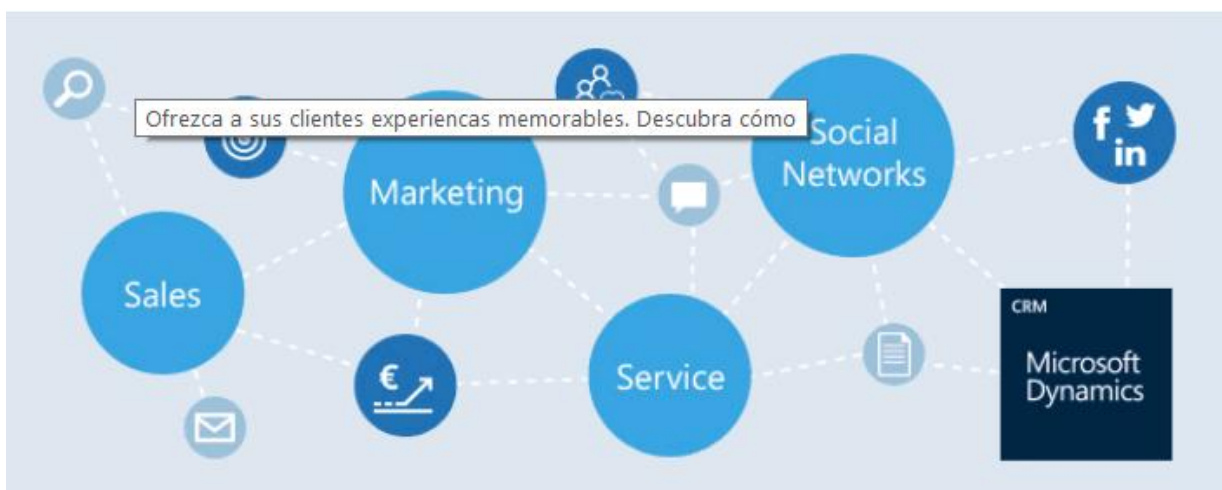 Ofrezca a sus clientes experiencas memorables. Descubra cómo
Social
Networks
Marketing
Sales
Service
CRM
Microsoft
Dynamics
f
in
€